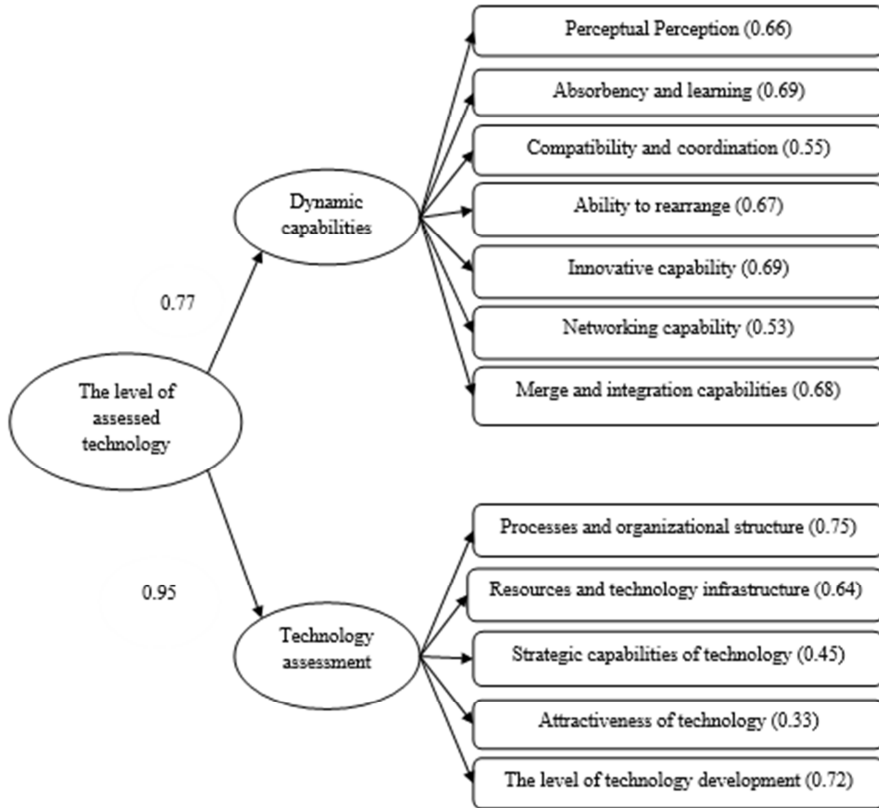 Perceptual Perception (0.66)
Absorbency and learning (0.69)
Compatibility and coordination (0.55)
Ability to rearrange (0.67)
Innovative capability (0.69)
Networking capability (0.53)
Merge and integration capabilities (0.68)
Dynamic
capabilities
0.77
The level of
assessed
technology
0.95
Technology
assessment
Processes and organizational structure (0.75)
Resources and technology infrastructure (0.64)
Strategic capabilities of technology (0.45)
Attractiveness of technology (0.33)
The level of technology development (0.72)